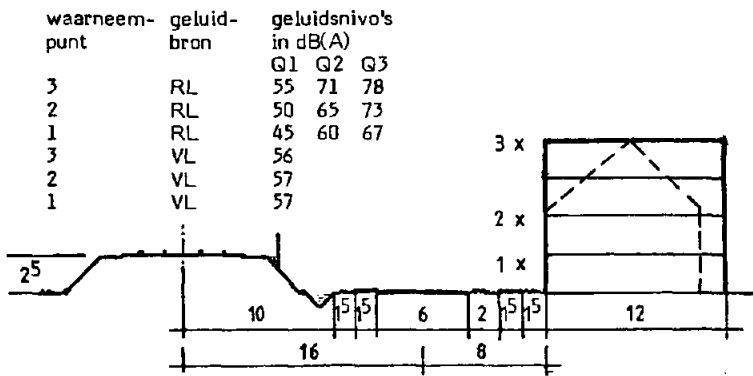 waarneem- geluid- geluidsnivo's
punt bron in dB(A)
Q1 Q2 Q3
3 RL 55 71 78
2 RL 50 65 73
1 RL 45 60 67
3 VL 56
2 VL 57
1 VL 57
3 x
2 x
1 x
2⁵
10 1⁵ 1⁵ 6 2 1⁵ 1⁵ 12
16 8